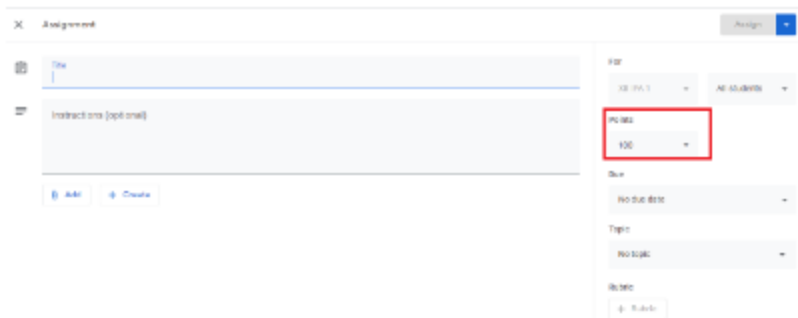 Assignment
Assign
Title
Instructions (optional)
Add
Create
For
All students
Points
100
Due
No due date
Topic
No topic
Rubric
Rubric